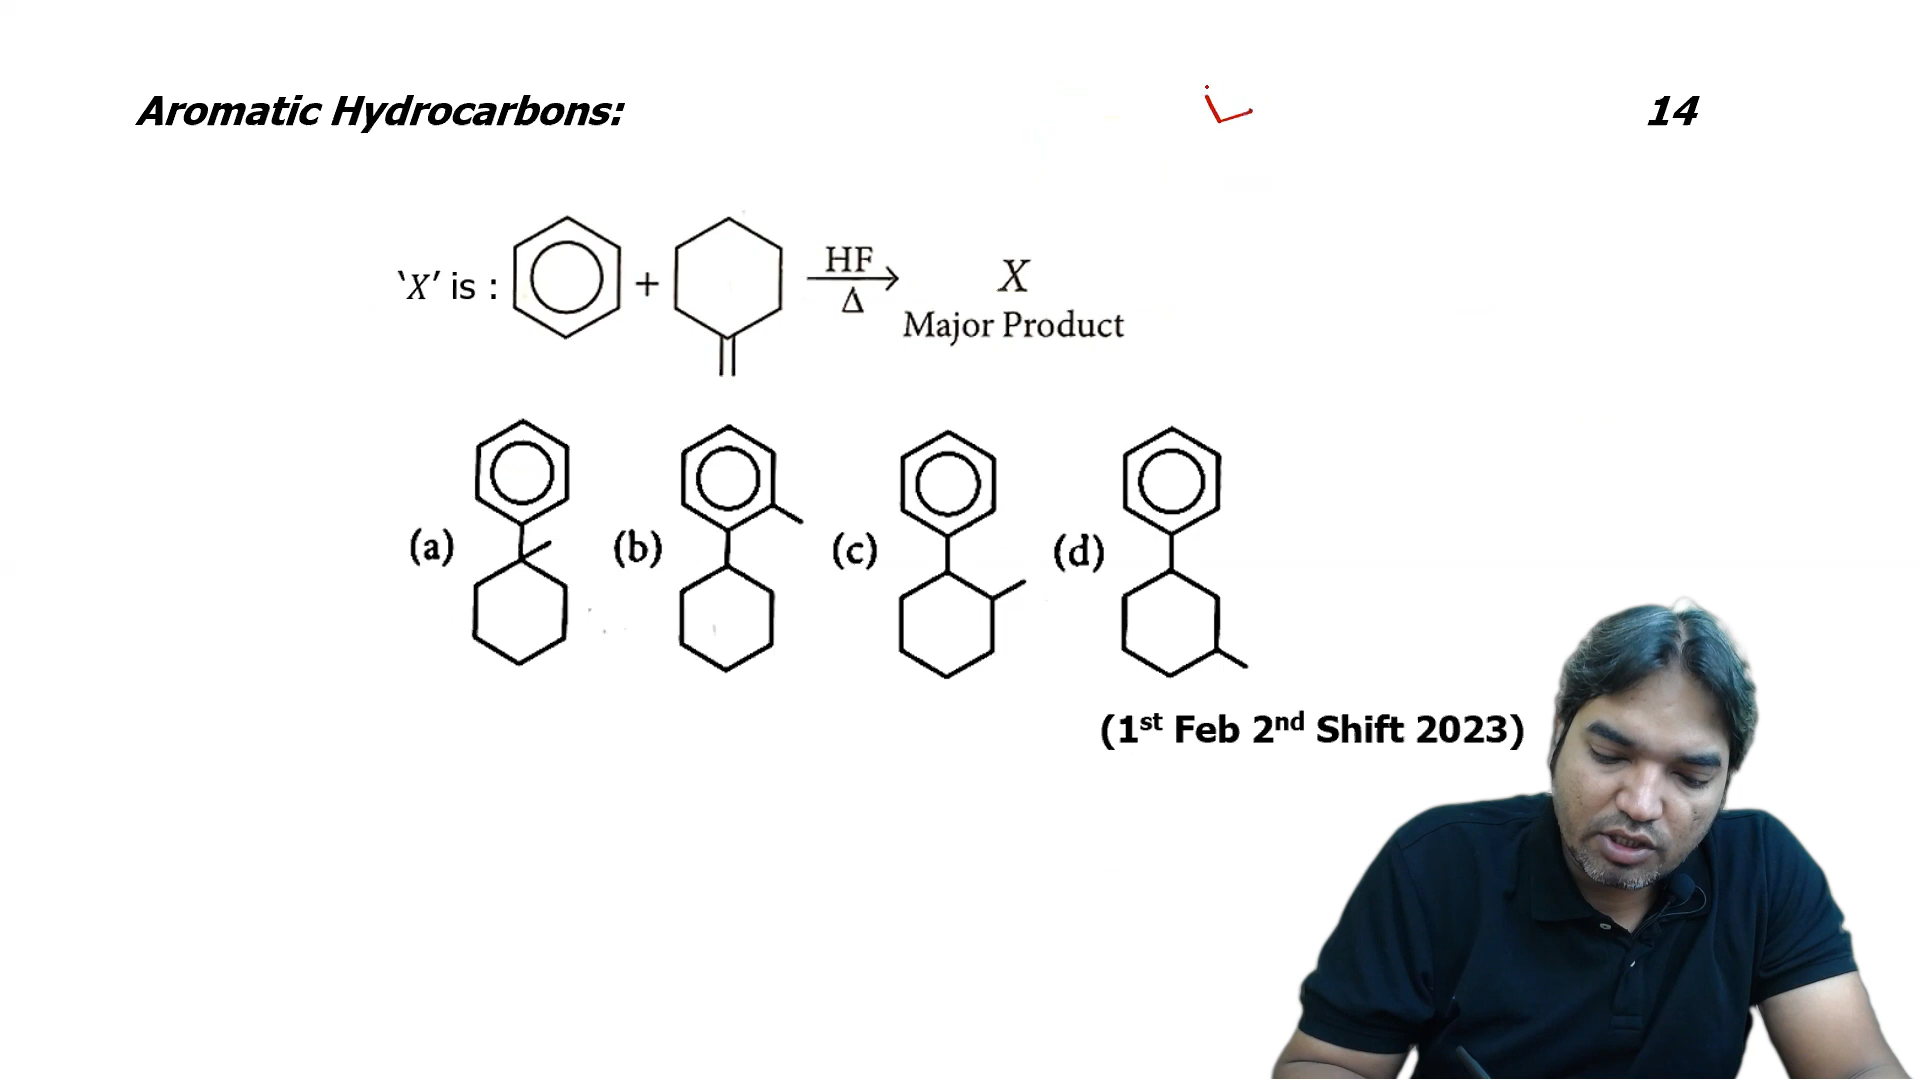 Aromatic Hydrocarbons: 14
‘X’ is : + HF X
Δ
Major Product
(a) (b) (c) (d)
(1st Feb 2nd Shift 2023)